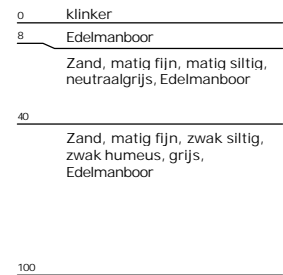 0 klinker
8 Edelmanboor
Zand, matig fijn, matig siltig,
neutraalgrijs, Edelmanboor
40
Zand, matig fijn, zwak siltig,
zwak humeus, grijs,
Edelmanboor
100